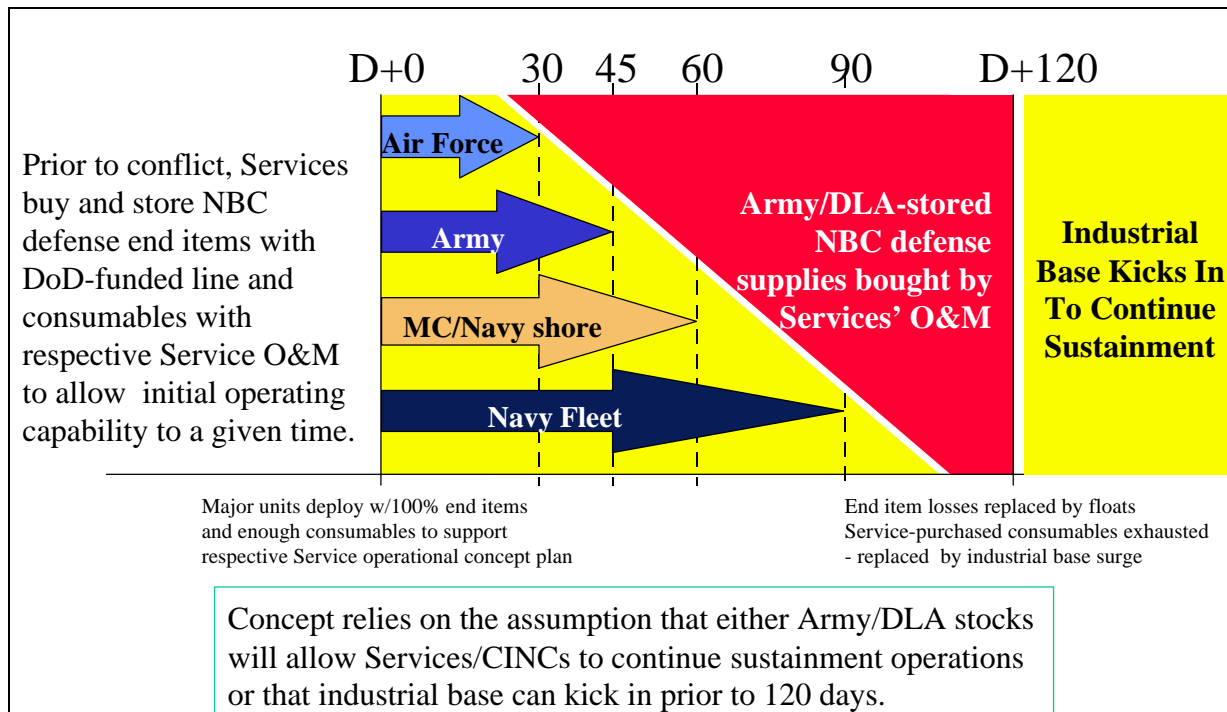 D+0 30 45 60 90 D+120
Prior to conflict, Services
buy and store NBC
defense end items with
DoD-funded line and
consumables with
respective Service O&M
to allow initial operating
capability to a given time.
Air Force
Army
MC/Navy shore
Navy Fleet
Army/DLA-stored
NBC defense
supplies bought by
Services’ O&M
Industrial
Base Kicks In
To Continue
Sustainment
Major units deploy w/100% end items
and enough consumables to support
respective Service operational concept plan
End item losses replaced by floats
Service-purchased consumables exhausted
- replaced by industrial base surge
Concept relies on the assumption that either Army/DLA stocks
will allow Services/CINCs to continue sustainment operations
or that industrial base can kick in prior to 120 days.